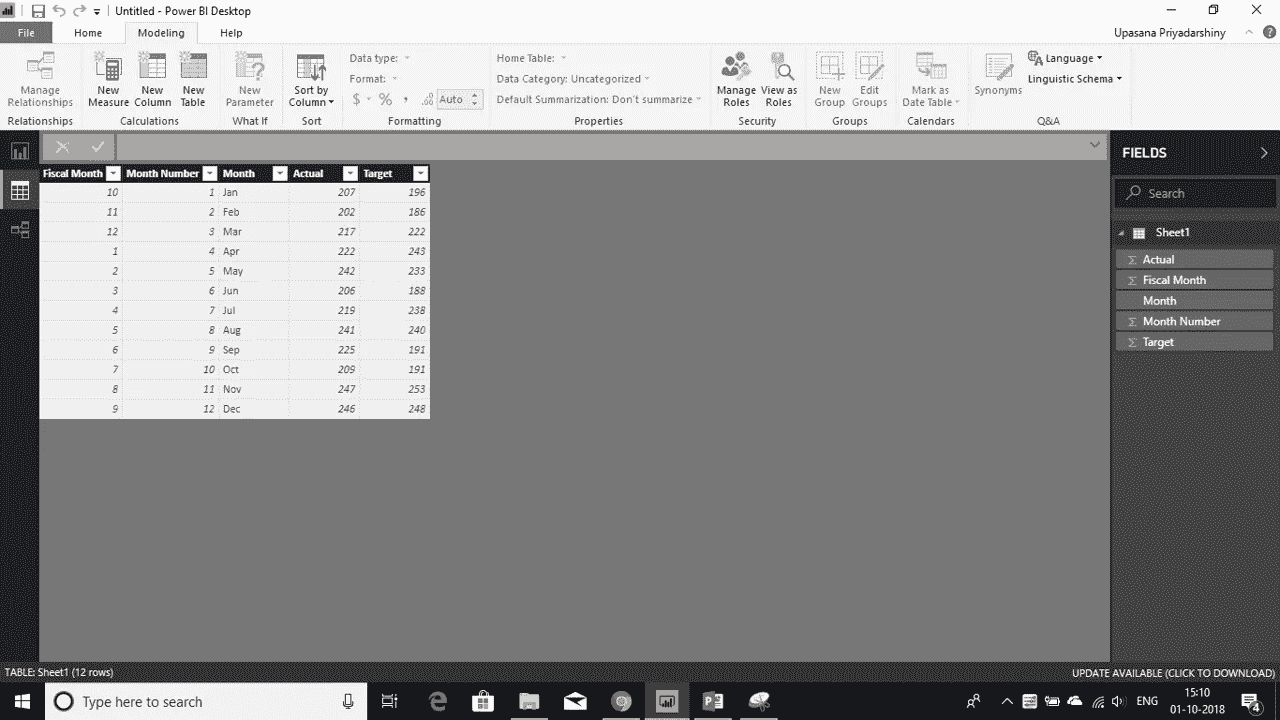 Untitled - Power BI Desktop
File Home Modeling Help Upasana Priyadarshiny
Manage Relationships
Relationships
New Measure
New Column
New Table
Calculations
New Parameter
What If
Sort by Column
Sort
Data type:
Format:
$ % , .00 Auto
Formatting
Home Table:
Data Category: Uncategorized
Default Summarization: Don't summarize
Properties
Manage Roles
View as Roles
Security
New Group
Edit Groups
Groups
Mark as Date Table
Calendars
Synonyms
Language
Linguistic Schema
Q&A
Fiscal Month Month Number Month Actual Target
10 1 Jan 207 196
11 2 Feb 202 186
12 3 Mar 217 222
1 4 Apr 222 243
2 5 May 242 233
3 6 Jun 206 188
4 7 Jul 219 238
5 8 Aug 241 240
6 9 Sep 225 191
7 10 Oct 209 191
8 11 Nov 247 253
9 12 Dec 246 248
FIELDS
Search
Sheet1
Actual
Fiscal Month
Month
Month Number
Target
TABLE: Sheet1 (12 rows)
UPDATE AVAILABLE (CLICK TO DOWNLOAD)
Type here to search
ENG
5:10
01-10-2018
4